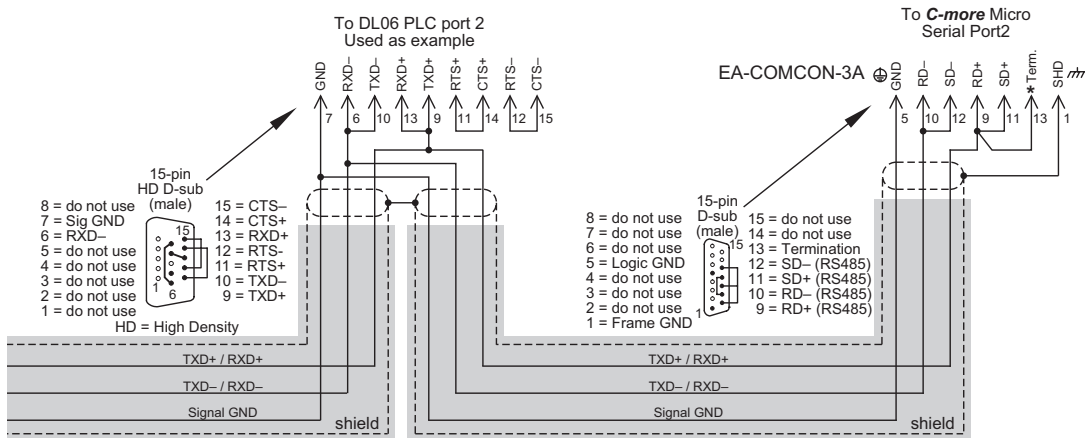 To DL06 PLC port 2
Used as example
GND
RXD–
TXD–
RXD+
TXD+
RTS+
CTS+
RTS–
CTS–
7
6
10
13
9
11
14
12
15
15-pin
HD D-sub
(male)
8 = do not use
7 = Sig GND
6 = RXD–
5 = do not use
4 = do not use
3 = do not use
2 = do not use
1 = do not use
15
1
6
15 = CTS–
14 = CTS+
13 = RXD+
12 = RTS-
11 = RTS+
10 = TXD–
9 = TXD+
HD = High Density
To C-more Micro
Serial Port2
EA-COMCON-3A
GND
RD–
SD–
RD+
SD+
*Term.
SHD
5
10
12
9
11
13
1
15-pin
D-sub
(male)
8 = do not use
7 = do not use
6 = do not use
5 = Logic GND
4 = do not use
3 = do not use
2 = do not use
1 = Frame GND
15
1
15 = do not use
14 = do not use
13 = Termination
12 = SD– (RS485)
11 = SD+ (RS485)
10 = RD– (RS485)
9 = RD+ (RS485)
TXD+ / RXD+
TXD– / RXD–
Signal GND
shield
TXD+ / RXD+
TXD– / RXD–
Signal GND
shield